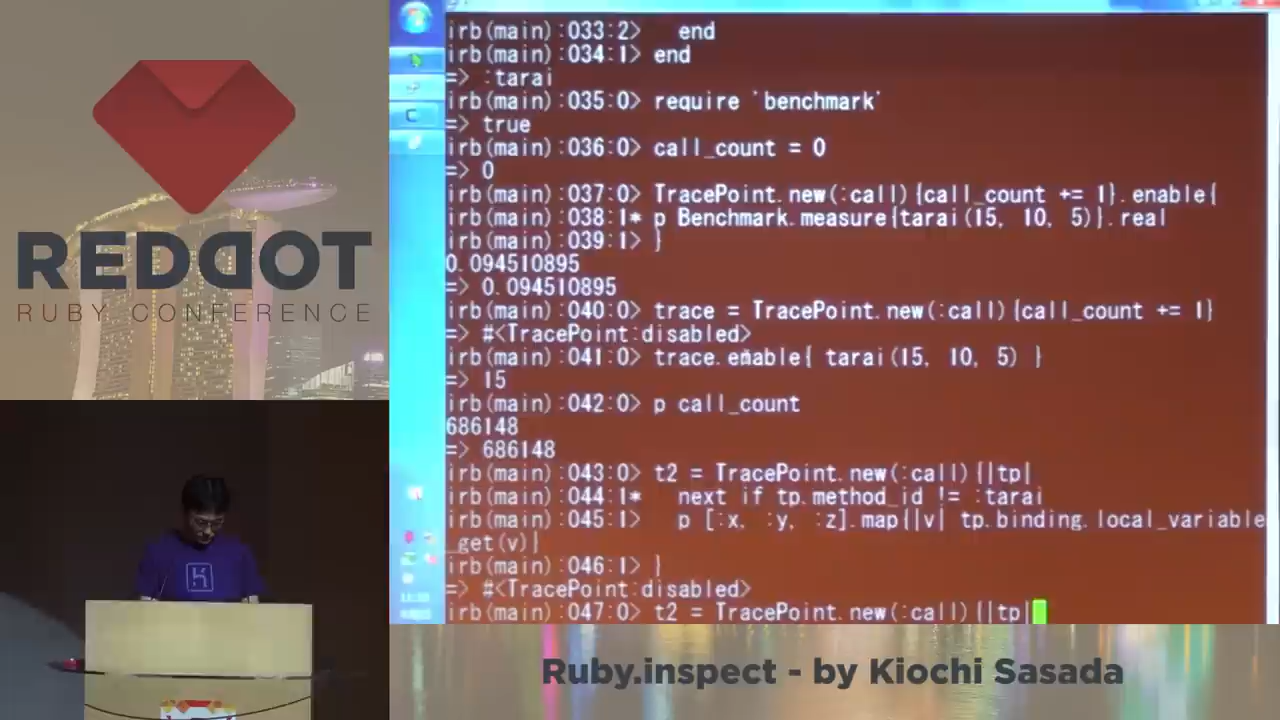 REDDOT
RUBY CONFERENCE
irb(main):033:2>   end
irb(main):034:1> end
=> :tarai
irb(main):035:0> require 'benchmark'
=> true
irb(main):036:0> call_count = 0
=> 0
irb(main):037:0> TracePoint.new(:call){call_count += 1}.enable{
irb(main):038:1* p Benchmark.measure{tarai(15, 10, 5)}.real
irb(main):039:1> }
0.094510895
=> 0.094510895
irb(main):040:0> trace = TracePoint.new(:call){call_count += 1}
=> #<TracePoint:disabled>
irb(main):041:0> trace.enable{ tarai(15, 10, 5) }
=> 15
irb(main):042:0> p call_count
686148
=> 686148
irb(main):043:0> t2 = TracePoint.new(:call){|tp|
irb(main):044:1*   next if tp.method_id != :tarai
irb(main):045:1>   p [:x, :y, :z].map{|v| tp.binding.local_variable
_get(v)}
irb(main):046:1> }
=> #<TracePoint:disabled>
irb(main):047:0> t2 = TracePoint.new(:call){|tp|
Ruby.inspect - by Kiochi Sasada